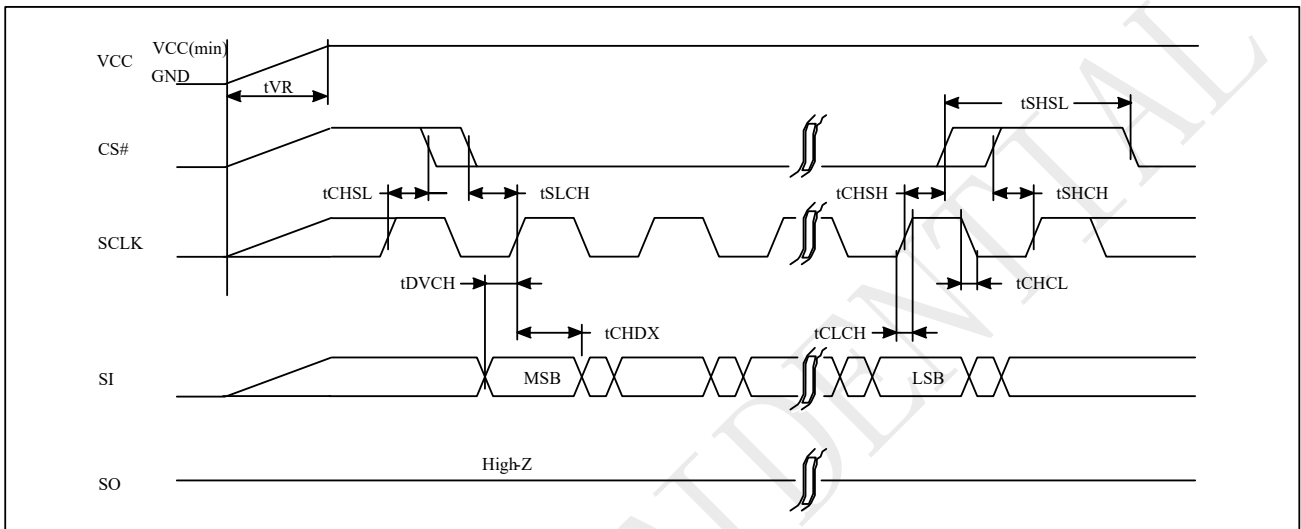 VCC VCC(min)
GND
tVR
tSHSL
CS#
tCHSL tSLCH tCHSH tSHCH
SCLK
tDVCH tCHCL
tCHDX tCLCH
SI MSB LSB
High-Z
SO